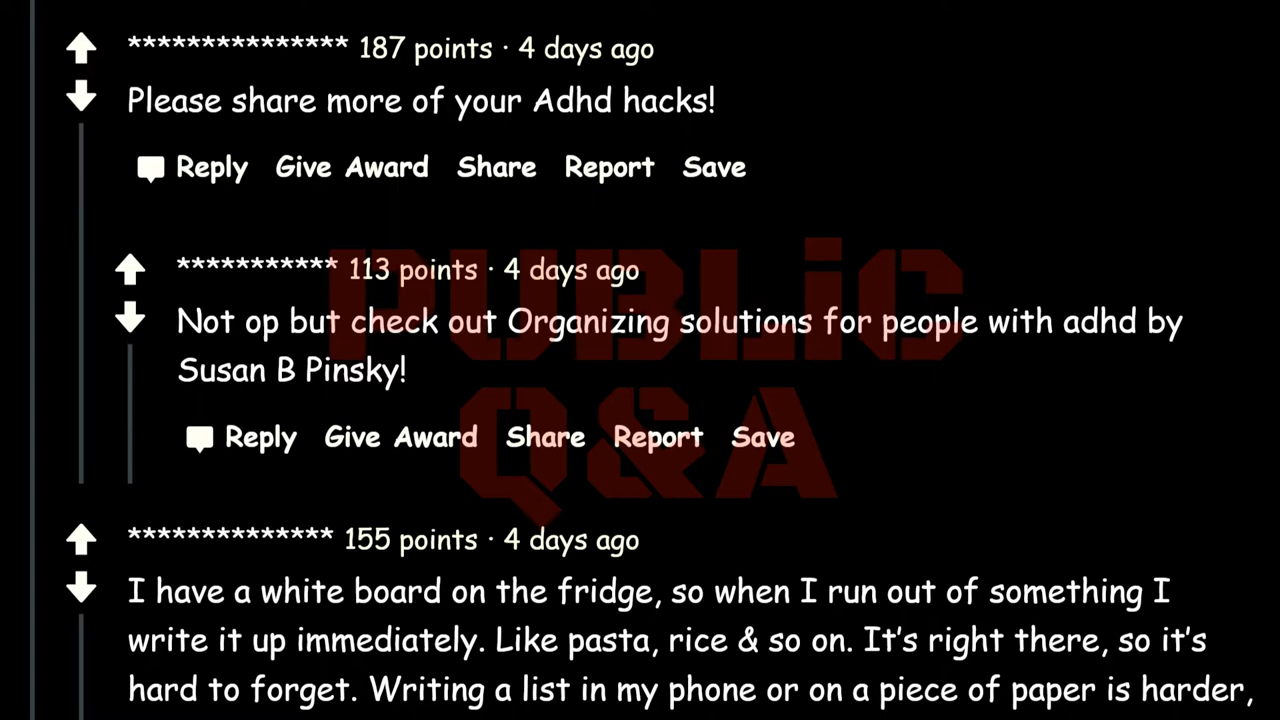 *************** 187 points · 4 days ago
Please share more of your Adhd hacks!
Reply Give Award Share Report Save
*********** 113 points · 4 days ago
Not op but check out Organizing solutions for people with adhd by
Susan B Pinsky!
Reply Give Award Share Report Save
PUBLiC
Q&A
************** 155 points · 4 days ago
I have a white board on the fridge, so when I run out of something I
write it up immediately. Like pasta, rice & so on. It's right there, so it's
hard to forget. Writing a list in my phone or on a piece of paper is harder,